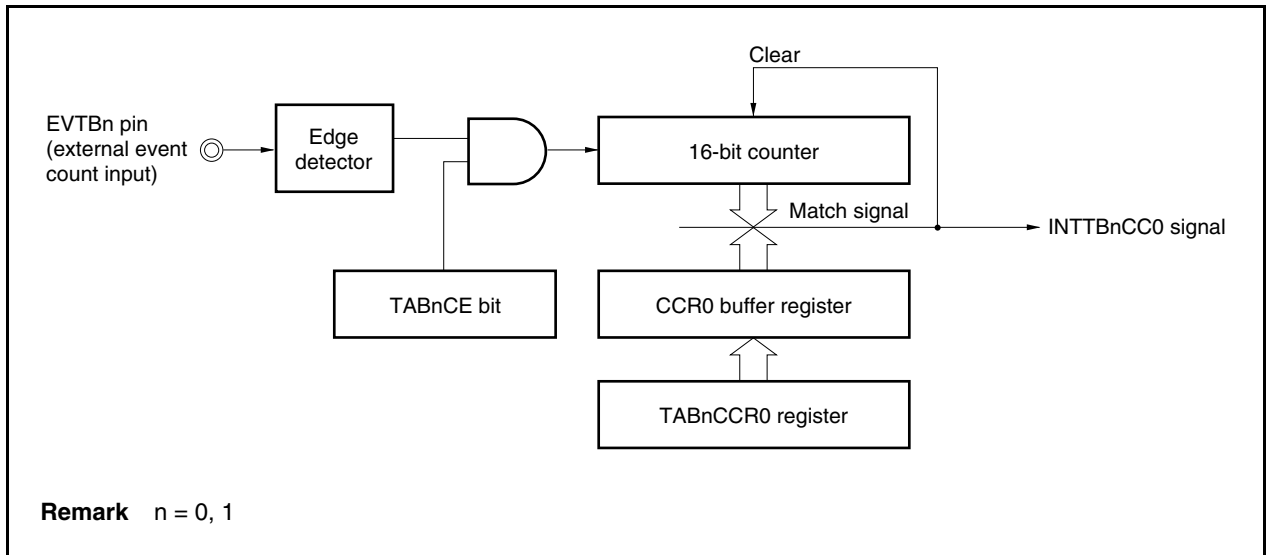 Clear
EVTBn pin
(external event
count input)
Edge
detector
16-bit counter
Match signal
INTTBnCC0 signal
TABnCE bit
CCR0 buffer register
TABnCCR0 register
Remark n = 0, 1